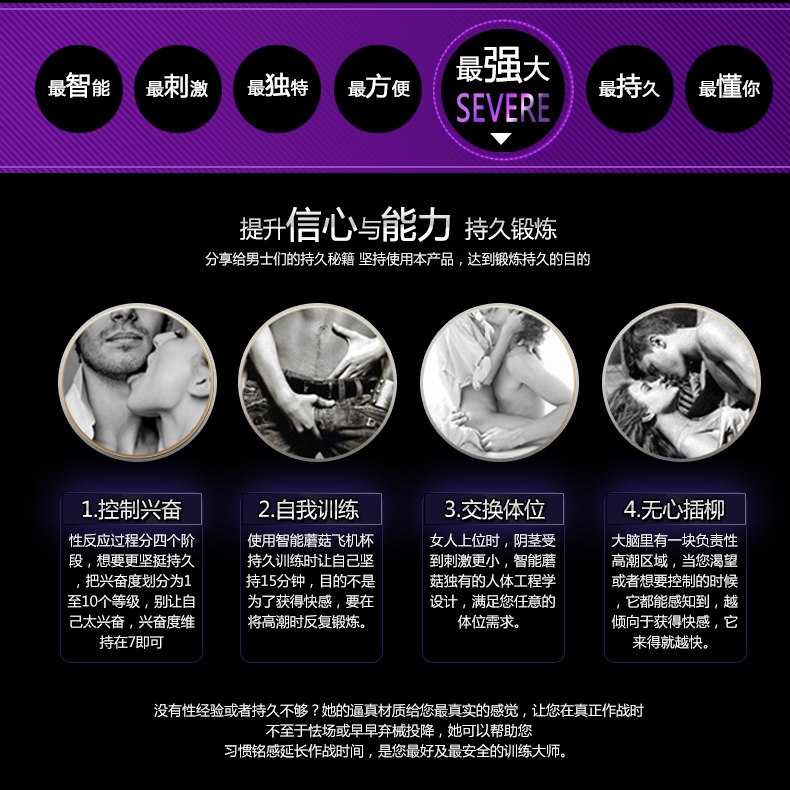 最智能
最刺激
最独特
最方便
最强大
SEVERE
最持久
最懂你
提升信心与能力 持久锻炼
分享给男士们的持久秘籍 坚持使用本产品，达到锻炼持久的目的
1.控制兴奋
性反应过程分四个阶
段，想要更坚挺持久
，把兴奋度划分为1
至10个等级，别让自
己太兴奋，兴奋度维
持在7即可
2.自我训练
使用智能蘑菇飞机杯
持久训练时让自己坚
持15分钟，目的不是
为了获得快感，要在
将高潮时反复锻炼。
3.交换体位
女人上位时，阴茎受
到刺激更小，智能蘑
菇独有的人体工程学
设计，满足您任意的
体位需求。
4.无心插柳
大脑里有一块负责性
高潮区域，当您渴望
或者想要控制的时候
，它都能感知到，越
倾向于获得快感，它
来得就越快。
没有性经验或者持久不够？她的逼真材质给您最真实的感觉，让您在真正作战时
不至于怯场或早早弃械投降，她可以帮助您
习惯铭感延长作战时间，是您最好及最安全的训练大师。